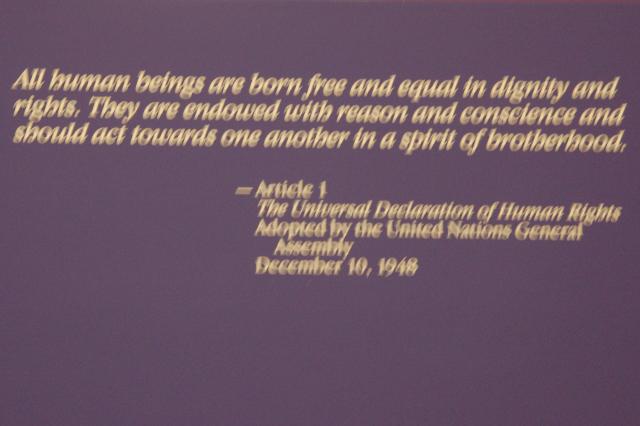 All human beings are born free and equal in dignity and
rights. They are endowed with reason and conscience and
should act towards one another in a spirit of brotherhood.
— Article 1
The Universal Declaration of Human Rights
Adopted by the United Nations General
Assembly
December 10, 1948